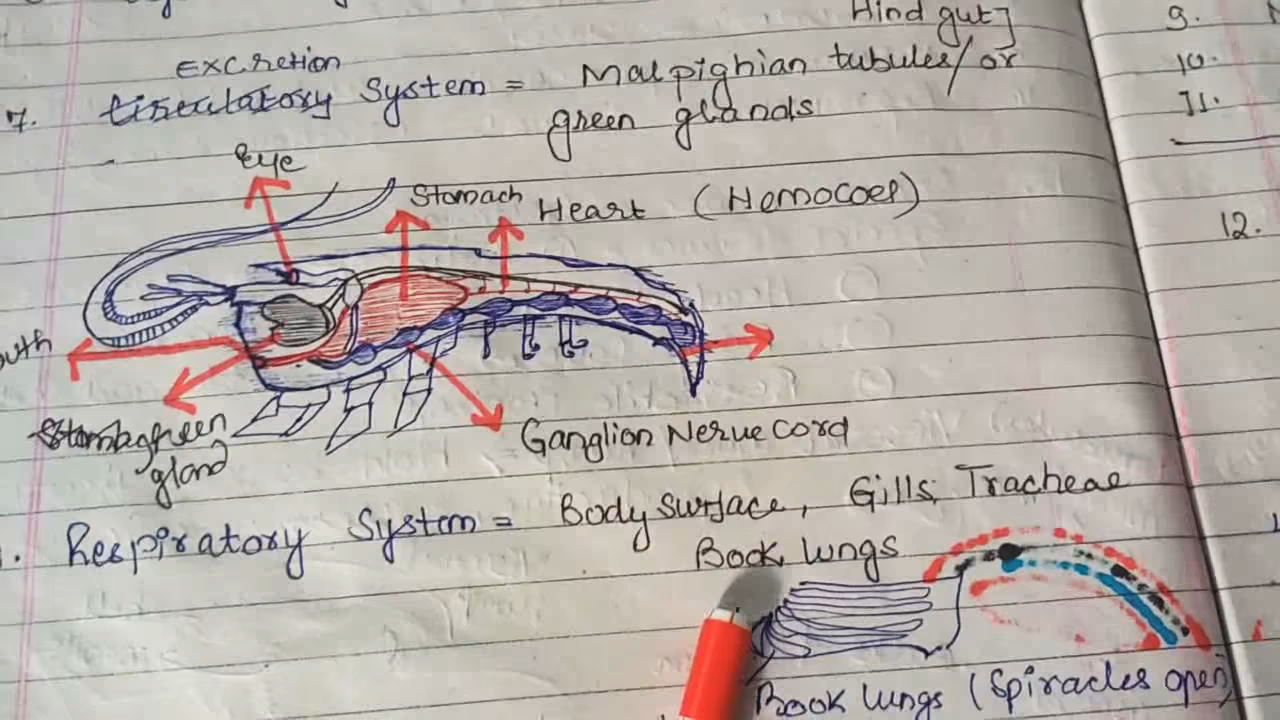 Hind gut]
Excretion
7. Circulatory System = Malpighian tubules/or
green glands
Eye
Stomach
Heart (Hemocoel)
outh
green
gland
Ganglion Nerve cord
. Respiratory System = Body surface, Gills, Tracheae
Book lungs
Book lungs (Spiracles open)
9.
10.
11.
12.